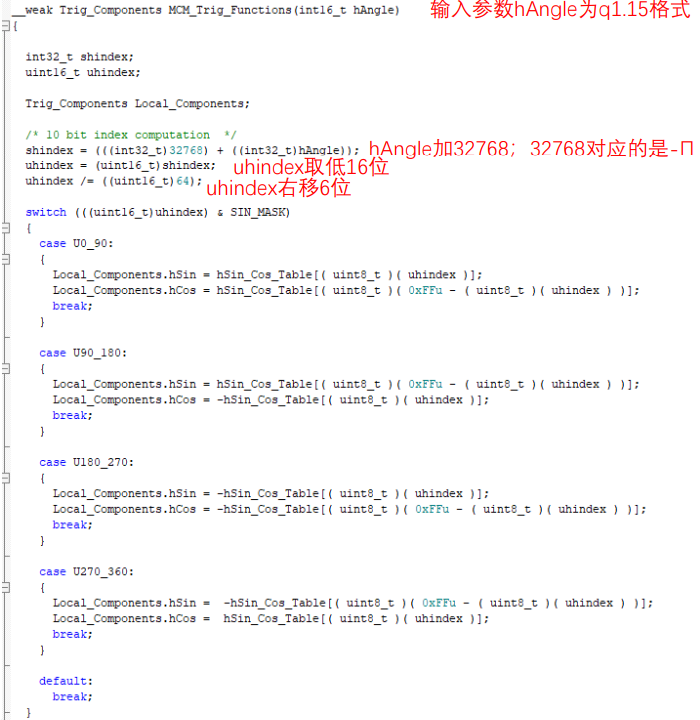 __weak Trig_Components MCM_Trig_Functions(int16_t hAngle) 输入参数hAngle为q1.15格式
{
int32_t shindex;
uint16_t uhindex;
Trig_Components Local_Components;
/* 10 bit index computation  */
shindex = (((int32_t)32768) + ((int32_t)hAngle)); hAngle加32768；32768对应的是-Π
uhindex = (uint16_t)shindex; uhindex取低16位
uhindex /= ((uint16_t)64); uhindex右移6位
switch (((uint16_t)uhindex) & SIN_MASK)
{
case U0_90:
{
Local_Components.hSin = hSin_Cos_Table[( uint8_t )( uhindex )];
Local_Components.hCos = hSin_Cos_Table[( uint8_t )( 0xFFu - ( uint8_t )( uhindex ) )];
break;
}
case U90_180:
{
Local_Components.hSin = hSin_Cos_Table[( uint8_t )( 0xFFu - ( uint8_t )( uhindex ) )];
Local_Components.hCos = -hSin_Cos_Table[( uint8_t )( uhindex )];
break;
}
case U180_270:
{
Local_Components.hSin = -hSin_Cos_Table[( uint8_t )( uhindex )];
Local_Components.hCos = -hSin_Cos_Table[( uint8_t )( 0xFFu - ( uint8_t )( uhindex ) )];
break;
}
case U270_360:
{
Local_Components.hSin =  -hSin_Cos_Table[( uint8_t )( 0xFFu - ( uint8_t )( uhindex ) )];
Local_Components.hCos =  hSin_Cos_Table[( uint8_t )( uhindex )];
break;
}
default:
break;
}